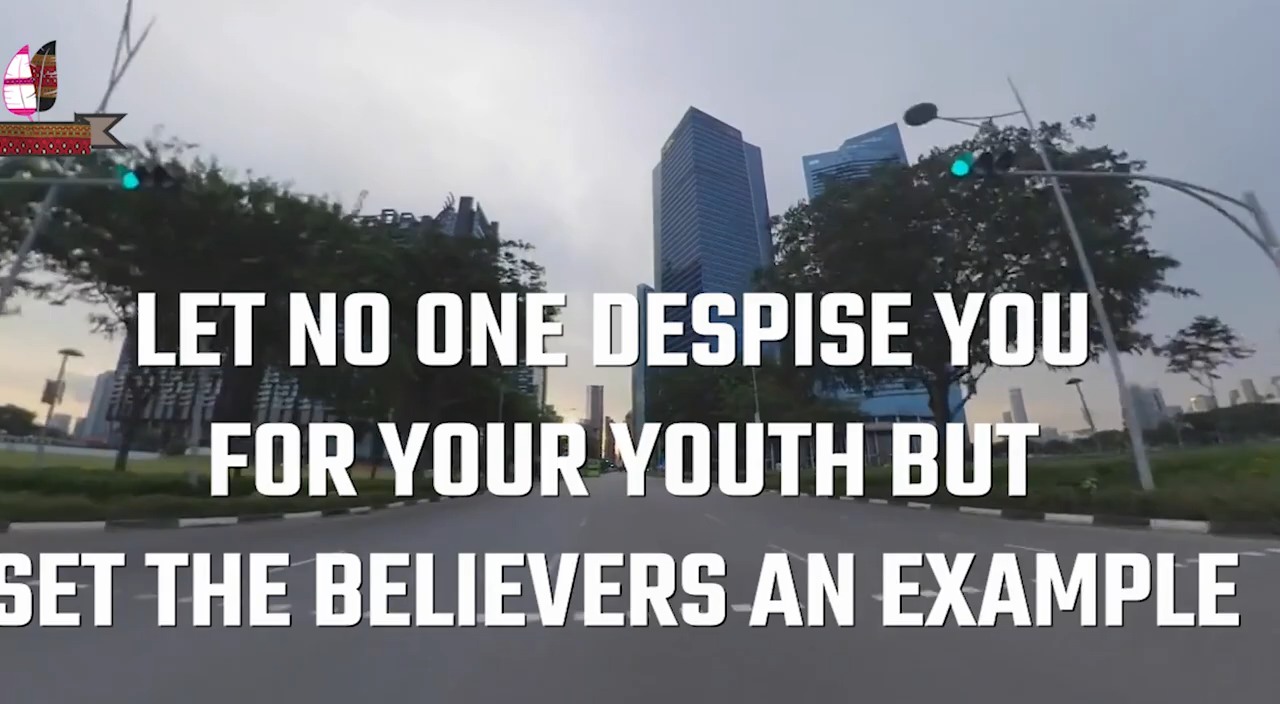 LET NO ONE DESPISE YOU
FOR YOUR YOUTH BUT
SET THE BELIEVERS AN EXAMPLE